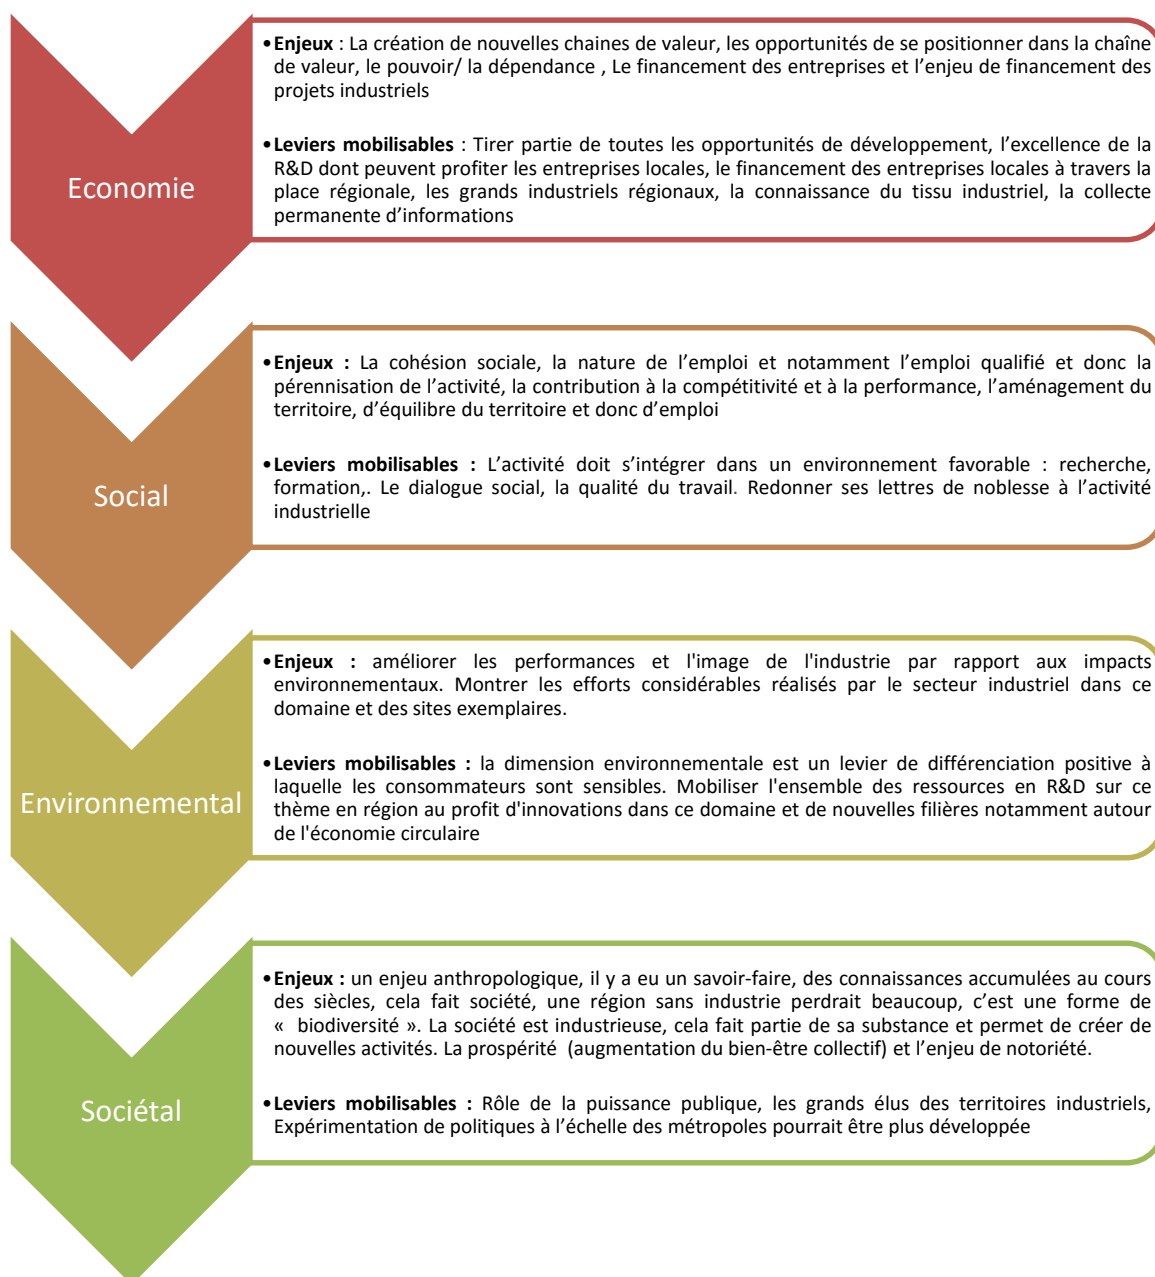 Economie
•Enjeux : La création de nouvelles chaines de valeur, les opportunités de se positionner dans la chaîne
de valeur, le pouvoir/ la dépendance , Le financement des entreprises et l’enjeu de financement des
projets industriels
•Leviers mobilisables : Tirer partie de toutes les opportunités de développement, l’excellence de la
R&D dont peuvent profiter les entreprises locales, le financement des entreprises locales à travers la
place régionale, les grands industriels régionaux, la connaissance du tissu industriel, la collecte
permanente d’informations
Social
•Enjeux : La cohésion sociale, la nature de l’emploi et notamment l’emploi qualifié et donc la
pérennisation de l’activité, la contribution à la compétitivité et à la performance, l’aménagement du
territoire, d’équilibre du territoire et donc d’emploi
•Leviers mobilisables : L’activité doit s’intégrer dans un environnement favorable : recherche,
formation,. Le dialogue social, la qualité du travail. Redonner ses lettres de noblesse à l’activité
industrielle
Environnemental
•Enjeux : améliorer les performances et l'image de l'industrie par rapport aux impacts
environnementaux. Montrer les efforts considérables réalisés par le secteur industriel dans ce
domaine et des sites exemplaires.
•Leviers mobilisables : la dimension environnementale est un levier de différenciation positive à
laquelle les consommateurs sont sensibles. Mobiliser l'ensemble des ressources en R&D sur ce
thème en région au profit d'innovations dans ce domaine et de nouvelles filières notamment autour
de l'économie circulaire
Sociétal
•Enjeux : un enjeu anthropologique, il y a eu un savoir-faire, des connaissances accumulées au cours
des siècles, cela fait société, une région sans industrie perdrait beaucoup, c’est une forme de
« biodiversité ». La société est industrieuse, cela fait partie de sa substance et permet de créer de
nouvelles activités. La prospérité (augmentation du bien-être collectif) et l’enjeu de notoriété.
•Leviers mobilisables : Rôle de la puissance publique, les grands élus des territoires industriels,
Expérimentation de politiques à l’échelle des métropoles pourrait être plus développée